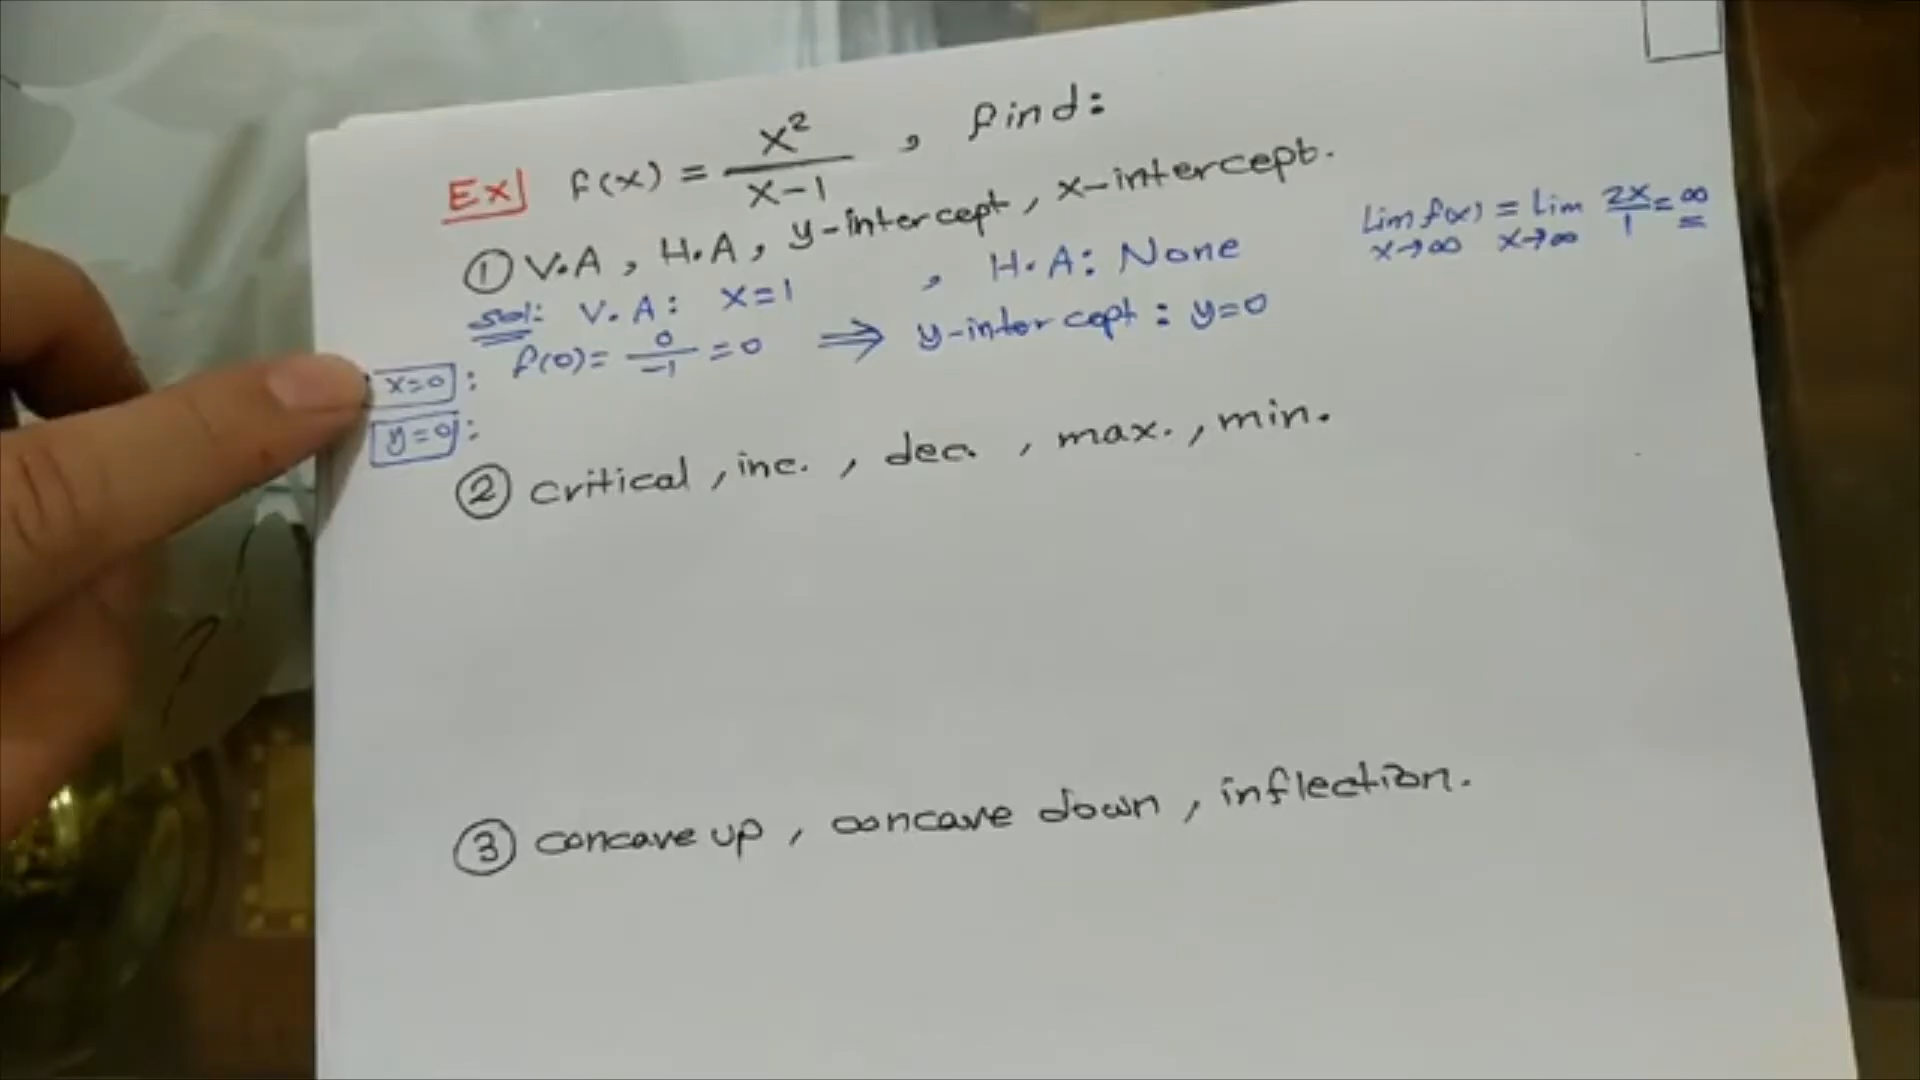 Ex] f(x) = x²/(x-1) , find:
① V.A , H.A , y-intercept , x-intercept.
Sol: V.A: x=1 , H.A: None
Lim f(x) = Lim 2x/1 = ∞
x→∞ x→∞
x=0 : f(0) = 0/-1 = 0 ⇒ y-intercept : y=0
y=0 :
② critical , inc. , dec. , max. , min.
③ concave up , concave down , inflection.